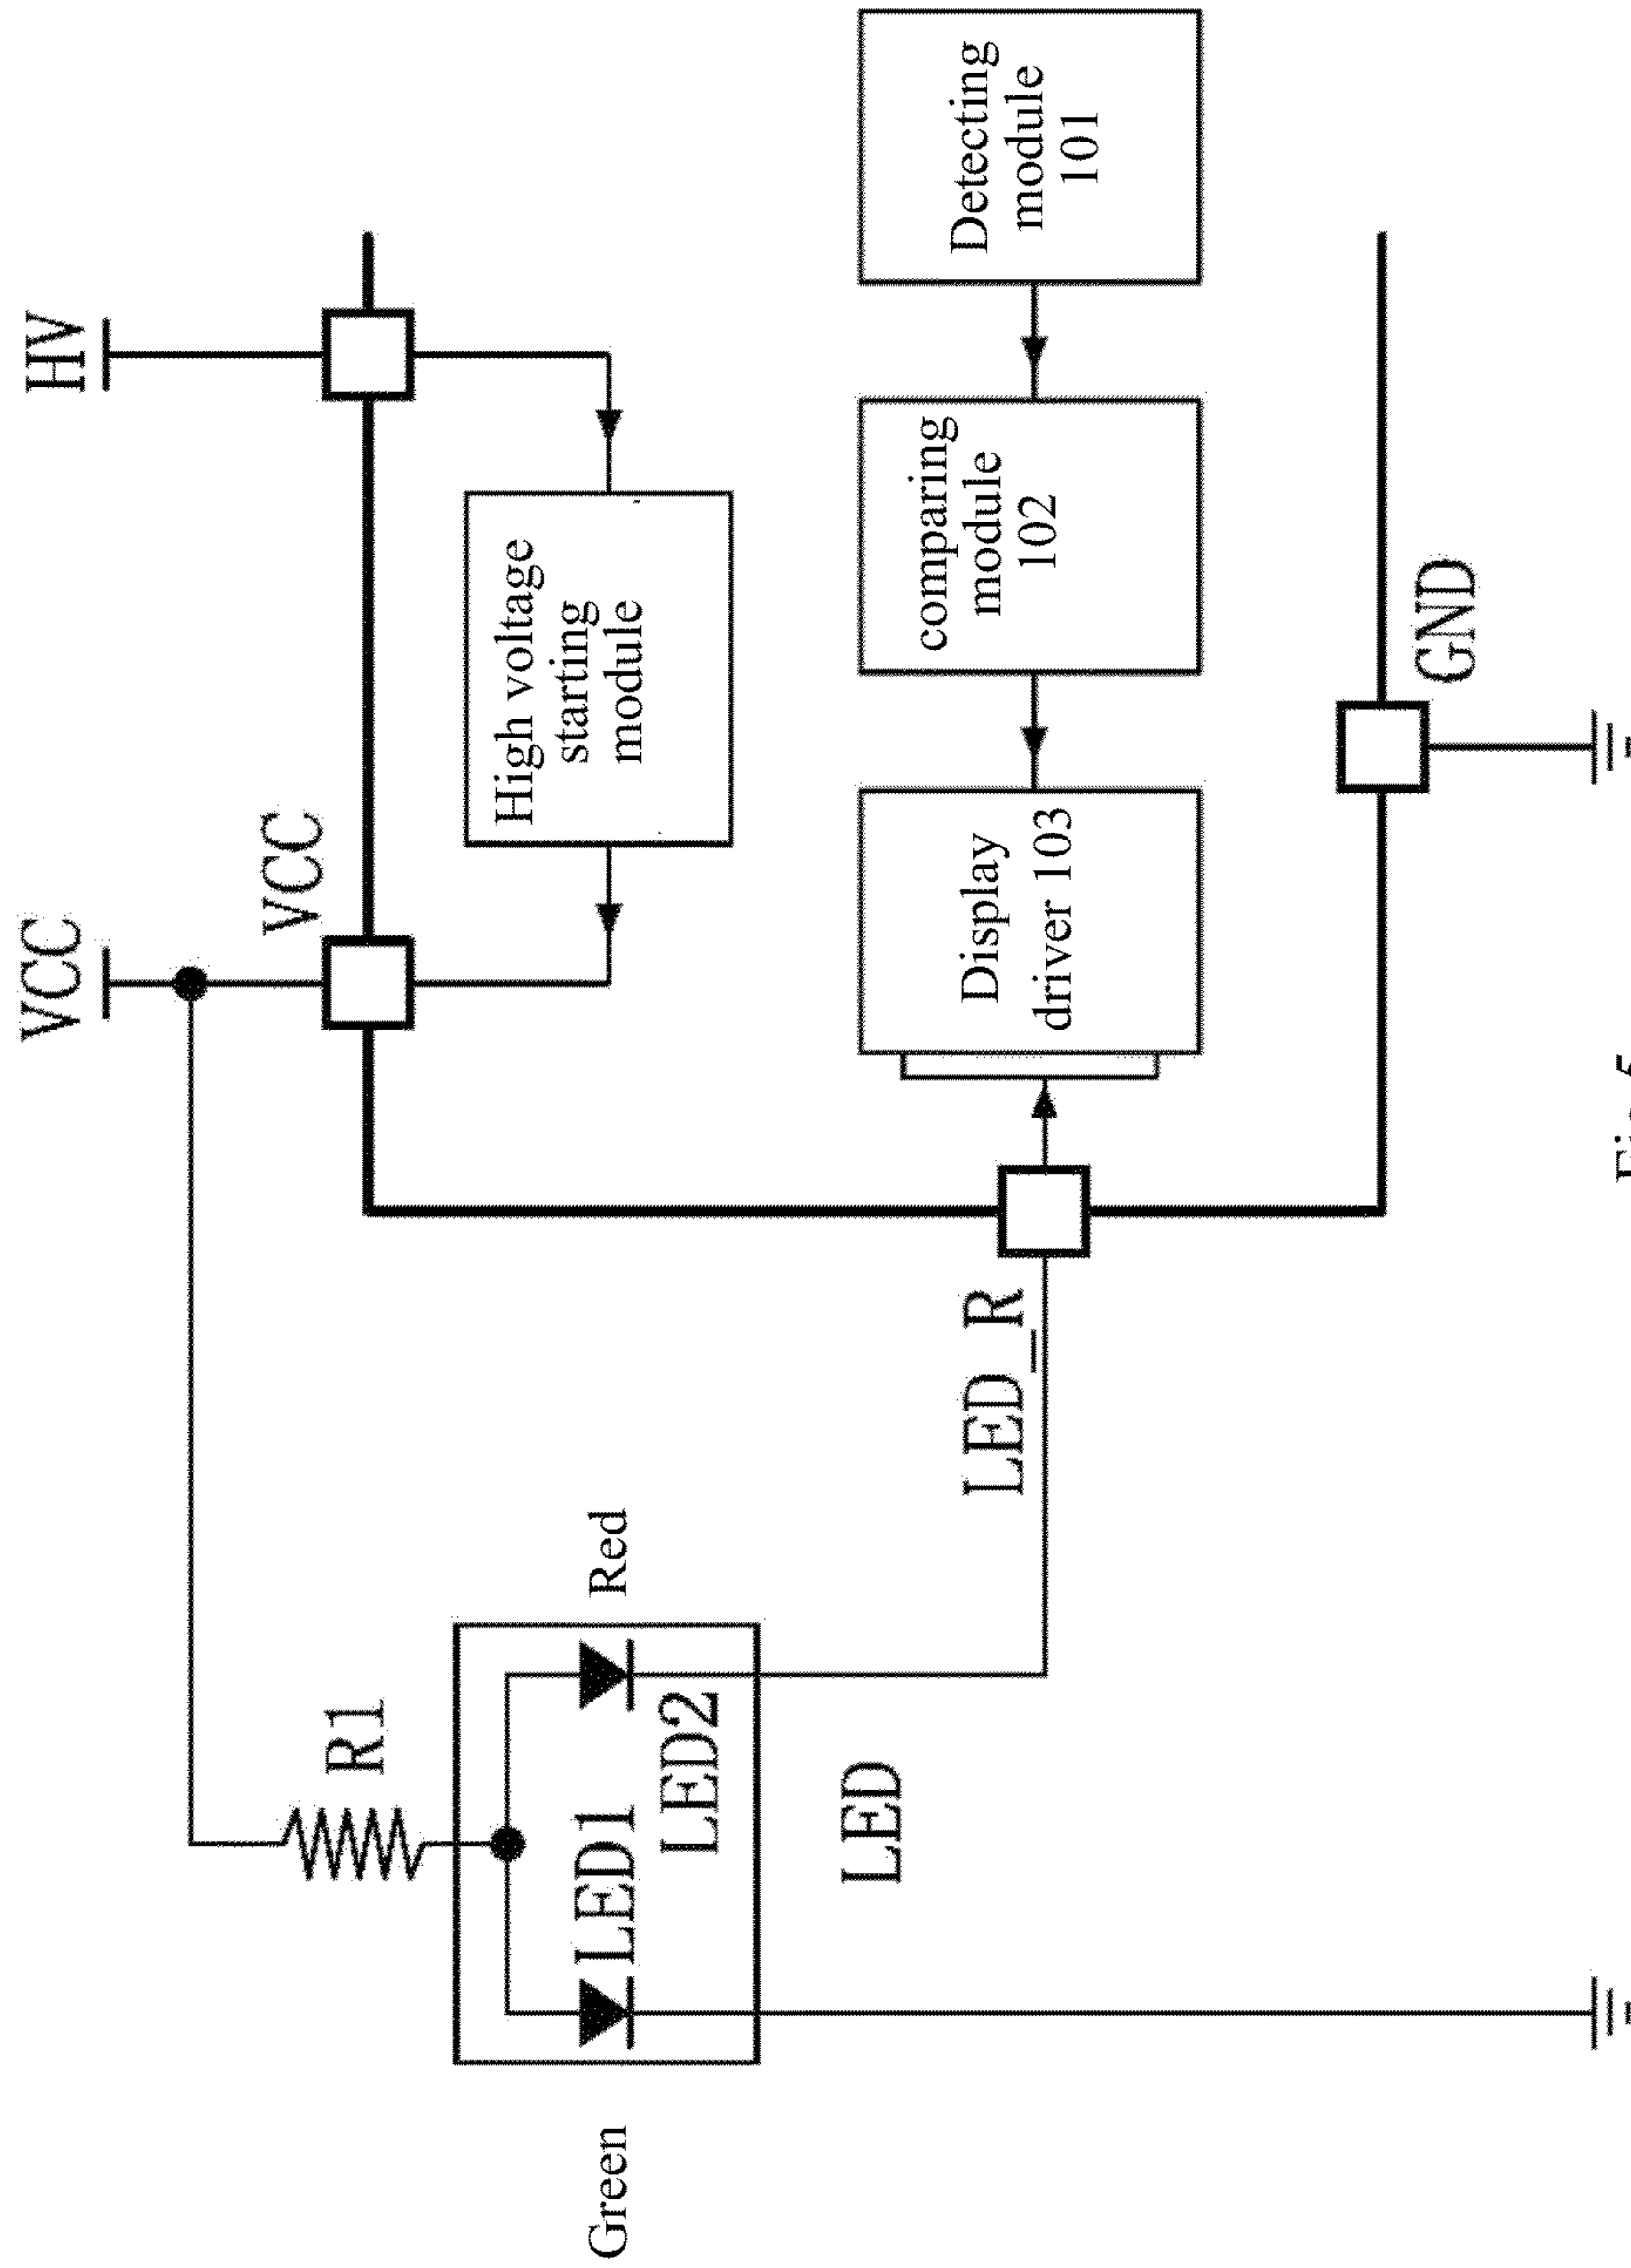 VCC
HV
VCC
R1
High voltage
starting
module
Green
LED1
Red
LED2
LED
LED_R
Display
driver 103
comparing
module
102
Detecting
module
101
GND